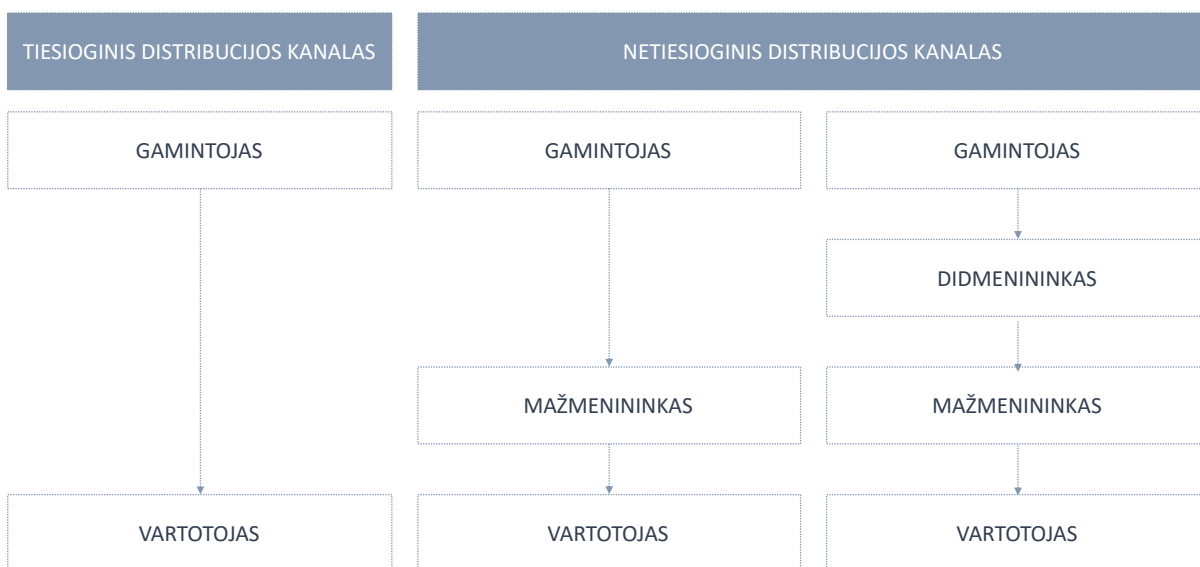 TIESIOGINIS DISTRIBUCIJOS KANALAS
NETIESIOGINIS DISTRIBUCIJOS KANALAS
GAMINTOJAS
GAMINTOJAS
GAMINTOJAS
DIDMENININKAS
MAŽMENININKAS
MAŽMENININKAS
VARTOTOJAS
VARTOTOJAS
VARTOTOJAS